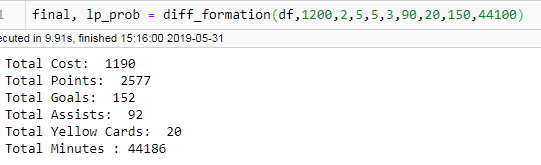 1 final, lp_prob = diff_formation(df,1200,2,5,5,3,90,20,150,44100)
ecuted in 9.91s, finished 15:16:00 2019-05-31
Total Cost:  1190
Total Points:  2577
Total Goals:  152
Total Assists:  92
Total Yellow Cards:  20
Total Minutes : 44186